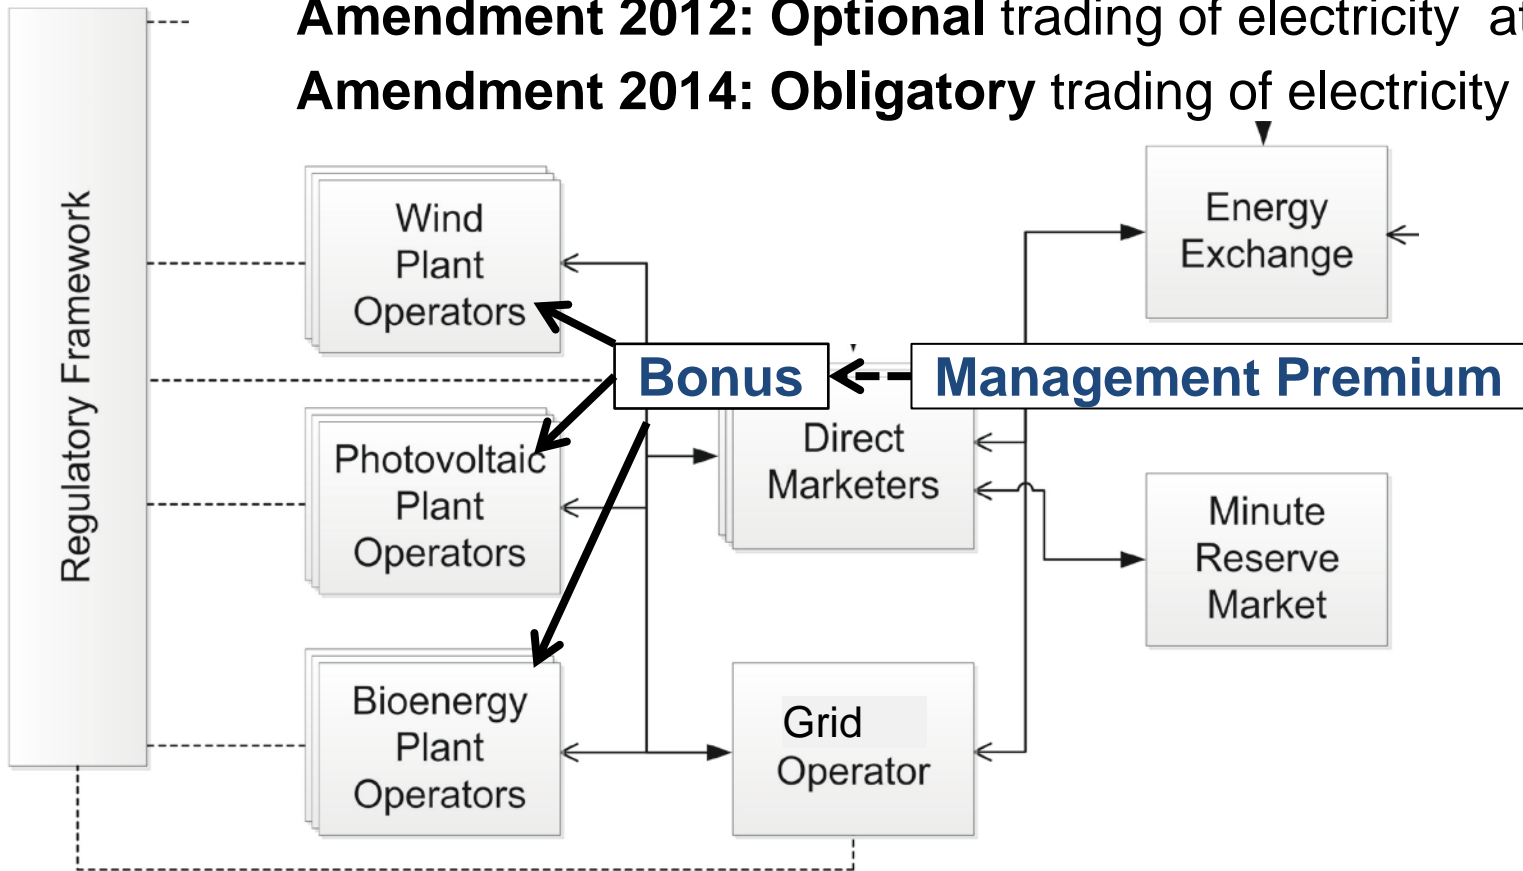 Amendment 2012: Optional trading of electricity at
Amendment 2014: Obligatory trading of electricity
Regulatory Framework
Wind
Plant
Operators
Energy
Exchange
Bonus
Management Premium
Photovoltaic
Plant
Operators
Direct
Marketers
Minute
Reserve
Market
Bioenergy
Plant
Operators
Grid
Operator